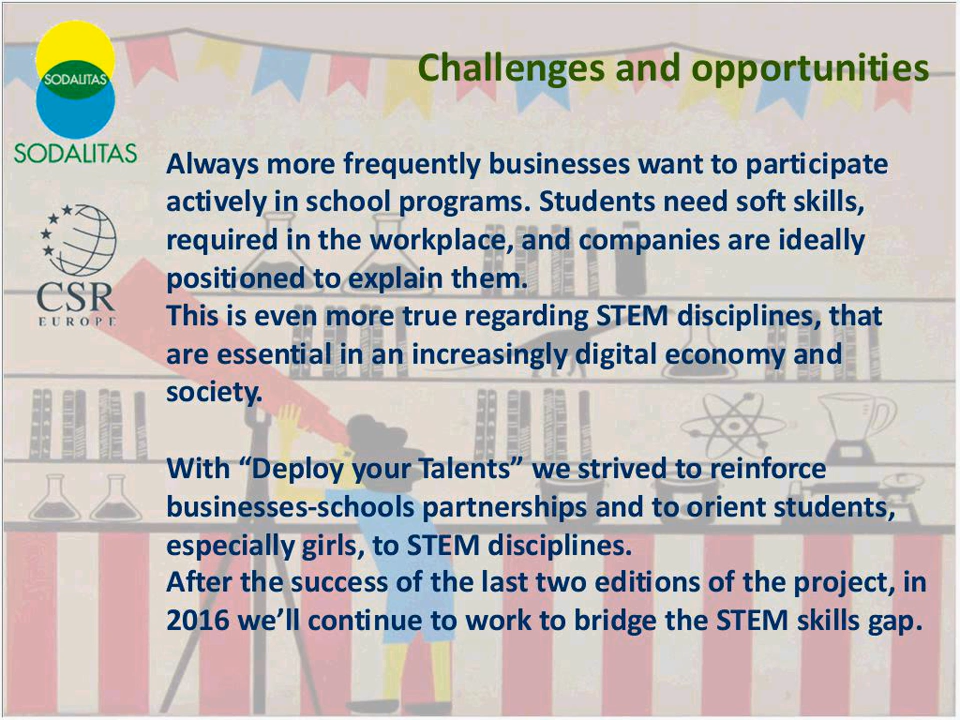 Challenges and opportunities
SODALITAS
SODALITAS
CSR
EUROPE
Always more frequently businesses want to participate
actively in school programs. Students need soft skills,
required in the workplace, and companies are ideally
positioned to explain them.
This is even more true regarding STEM disciplines, that
are essential in an increasingly digital economy and
society.
With “Deploy your Talents” we strived to reinforce
businesses-schools partnerships and to orient students,
especially girls, to STEM disciplines.
After the success of the last two editions of the project, in
2016 we’ll continue to work to bridge the STEM skills gap.